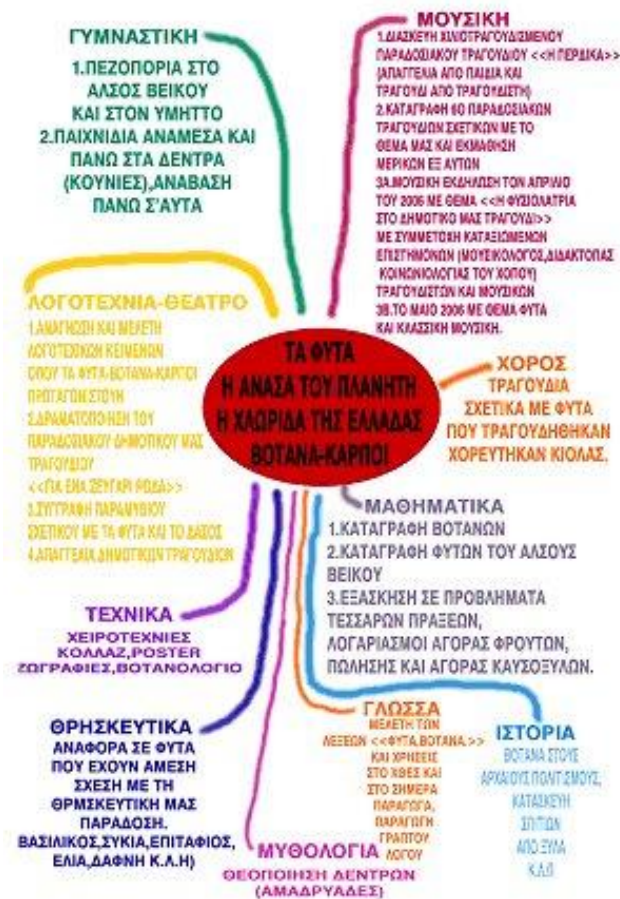 ΓΥΜΝΑΣΤΙΚΗ
1.ΠΕΖΟΠΟΡΙΑ ΣΤΟ
ΑΛΣΟΣ ΒΕΙΚΟΥ
ΚΑΙ ΣΤΟΝ ΥΜΗΤΤΟ
2.ΠΑΙΧΝΙΔΙΑ ΑΝΑΜΕΣΑ ΚΑΙ
ΠΑΝΩ ΣΤΑ ΔΕΝΤΡΑ
(ΚΟΥΝΙΕΣ),ΑΝΑΒΑΣΗ
ΠΑΝΩ Σ'ΑΥΤΑ
ΜΟΥΣΙΚΗ
1.ΔΙΑΣΚΕΥΗ ΧΙΛΙΟΤΡΑΓΟΥΔΙΣΜΕΝΟΥ
ΠΑΡΑΔΟΣΙΑΚΟΥ ΤΡΑΓΟΥΔΙΟΥ <<Η ΠΕΡΔΙΚΑ>>
(ΑΠΑΓΓΕΛΙΑ ΑΠΟ ΠΑΙΔΙΑ ΚΑΙ
ΤΡΑΓΟΥΔΙ ΑΠΟ ΤΡΑΓΟΥΔΙΣΤΗ)
2.ΚΑΤΑΓΡΑΦΗ 60 ΠΑΡΑΔΟΣΙΑΚΩΝ
ΤΡΑΓΟΥΔΙΩΝ ΣΧΕΤΙΚΩΝ ΜΕ ΤΟ
ΘΕΜΑ ΜΑΣ ΚΑΙ ΕΚΜΑΘΗΣΗ
ΜΕΡΙΚΩΝ ΕΞ ΑΥΤΩΝ
3Α.ΜΟΥΣΙΚΗ ΕΚΔΗΛΩΣΗ ΤΟΝ ΑΠΡΙΛΙΟ
ΤΟΥ 2006 ΜΕ ΘΕΜΑ <<Η ΦΥΣΙΟΛΑΤΡΙΑ
ΣΤΟ ΔΗΜΟΤΙΚΟ ΜΑΣ ΤΡΑΓΟΥΔΙ>>
ΜΕ ΣΥΜΜΕΤΟΧΗ ΚΑΤΑΞΙΩΜΕΝΩΝ
ΕΠΙΣΤΗΜΟΝΩΝ (ΜΟΥΣΙΚΟΛΟΓΟΣ,ΔΙΔΑΚΤΟΡΑΣ
ΚΟΙΝΩΝΙΟΛΟΓΙΑΣ ΤΟΥ ΧΟΡΟΥ)
ΤΡΑΓΟΥΔΙΣΤΩΝ ΚΑΙ ΜΟΥΣΙΚΩΝ
3Β.ΤΟ ΜΑΙΟ 2006 ΜΕ ΘΕΜΑ ΦΥΤΑ
ΚΑΙ ΚΛΑΣΣΙΚΗ ΜΟΥΣΙΚΗ.
ΛΟΓΟΤΕΧΝΙΑ-ΘΕΑΤΡΟ
1.ΑΝΑΓΝΩΣΗ ΚΑΙ ΜΕΛΕΤΗ
ΛΟΓΟΤΕΧΝΙΚΩΝ ΚΕΙΜΕΝΩΝ
ΟΠΟΥ ΤΑ ΦΥΤΑ-ΒΟΤΑΝΑ-ΚΑΡΠΟΙ
2.ΔΡΑΜΑΤΟΠΟΙΗΣΗ ΤΟΥ
ΠΑΡΑΔΟΣΙΑΚΟΥ ΔΗΜΟΤΙΚΟΥ ΜΑΣ
ΤΡΑΓΟΥΔΙΟΥ
<<ΓΙΑ ΕΝΑ ΖΕΥΓΑΡΙ ΡΟΔΑ>>
3.ΣΥΓΓΡΑΦΗ ΠΑΡΑΜΥΘΙΟΥ
ΣΧΕΤΙΚΟΥ ΜΕ ΤΑ ΦΥΤΑ ΚΑΙ ΤΟ ΔΑΣΟΣ
4.ΑΠΑΓΓΕΛΙΑ ΔΗΜΟΤΙΚΩΝ ΤΡΑΓΟΥΔΙΩΝ
ΤΑ ΦΥΤΑ
Η ΑΝΑΣΑ ΤΟΥ ΠΛΑΝΗΤΗ
Η ΧΛΩΡΙΔΑ ΤΗΣ ΕΛΛΑΔΑΣ
ΒΟΤΑΝΑ-ΚΑΡΠΟΙ
ΧΟΡΟΣ
ΤΡΑΓΟΥΔΙΑ
ΣΧΕΤΙΚΑ ΜΕ ΦΥΤΑ
ΠΟΥ ΤΡΑΓΟΥΔΗΘΗΚΑΝ
ΧΟΡΕΥΤΗΚΑΝ ΚΙΟΛΑΣ.
ΜΑΘΗΜΑΤΙΚΑ
1.ΚΑΤΑΓΡΑΦΗ ΒΟΤΑΝΩΝ
2.ΚΑΤΑΓΡΑΦΗ ΦΥΤΩΝ ΤΟΥ ΑΛΣΟΥΣ
ΒΕΙΚΟΥ
3.ΕΞΑΣΚΗΣΗ ΣΕ ΠΡΟΒΛΗΜΑΤΑ
ΤΕΣΣΑΡΩΝ ΠΡΑΞΕΩΝ,
ΛΟΓΑΡΙΑΣΜΟΙ ΑΓΟΡΑΣ ΦΡΟΥΤΩΝ,
ΠΩΛΗΣΗΣ ΚΑΙ ΑΓΟΡΑΣ ΚΑΥΣΟΞΥΛΩΝ.
ΤΕΧΝΙΚΑ
ΧΕΙΡΟΤΕΧΝΙΕΣ
ΚΟΛΛΑΖ,POSTER
ΖΩΓΡΑΦΙΕΣ,ΒΟΤΑΝΟΛΟΓΙΟ
ΘΡΗΣΚΕΥΤΙΚΑ
ΑΝΑΦΟΡΑ ΣΕ ΦΥΤΑ
ΠΟΥ ΕΧΟΥΝ ΑΜΕΣΗ
ΣΧΕΣΗ ΜΕ ΤΗ
ΘΡΜΣΚΕΥΤΙΚΗ ΜΑΣ
ΠΑΡΑΔΟΣΗ.
ΒΑΣΙΛΙΚΟΣ,ΣΥΚΙΑ,ΕΠΙΤΑΦΙΟΣ,
ΕΛΙΑ,ΔΑΦΝΗ Κ.Λ.Η)
ΜΥΘΟΛΟΓΙΑ
ΘΕΟΠΟΙΗΣΗ ΔΕΝΤΡΩΝ
(ΑΜΑΔΡΥΑΔΕΣ)
ΓΛΩΣΣΑ
ΜΕΛΕΤΗ ΤΩΝ
ΛΕΞΕΩΝ <<ΦΥΤΑ,ΒΟΤΑΝΑ.>>
ΚΑΙ ΧΡΗΣΕΙΣ
ΣΤΟ ΧΘΕΣ ΚΑΙ
ΣΤΟ ΣΗΜΕΡΑ
ΠΑΡΑΓΩΓΑ,
ΠΑΡΑΓΩΓΗ
ΓΡΑΠΤΟΥ
ΛΟΓΟΥ
ΙΣΤΟΡΙΑ
ΒΟΤΑΝΑ ΣΤΟΥΣ
ΑΡΧΑΙΟΥΣ ΠΟΛΙΤΙΣΜΟΥΣ,
ΚΑΤΑΣΚΕΥΗ
ΣΠΙΤΙΩΝ
ΑΠΟ ΞΥΛΑ
Κ.Λ.Π